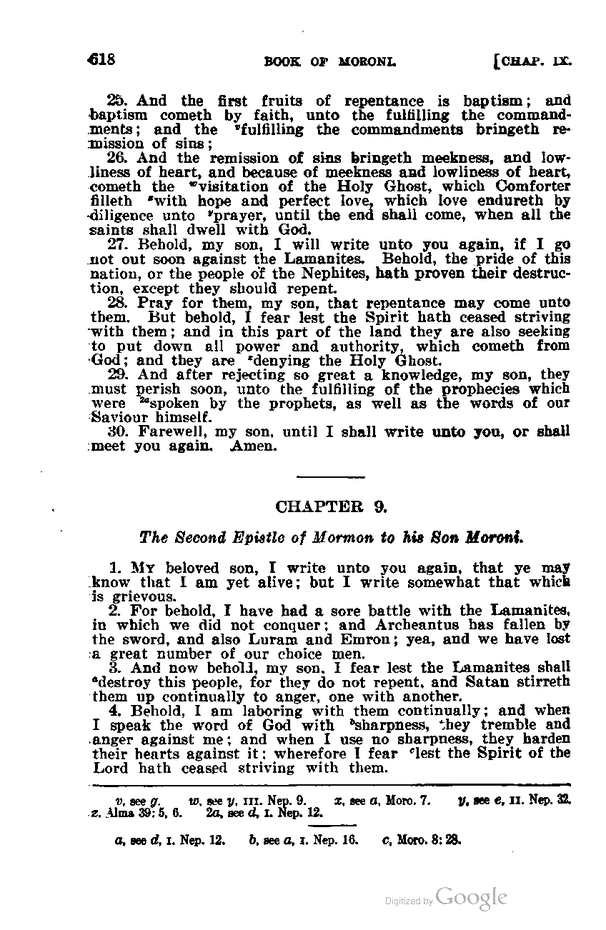 618 BOOK OF MORONI. [CHAP. IX.
25. And the first fruits of repentance is baptism; and
baptism cometh by faith, unto the fulfilling the command-
ments; and the ᵛfulfilling the commandments bringeth re-
mission of sins;
26. And the remission of sins bringeth meekness, and low-
liness of heart, and because of meekness and lowliness of heart,
cometh the ʷvisitation of the Holy Ghost, which Comforter
filleth ˣwith hope and perfect love, which love endureth by
diligence unto ʸprayer, until the end shall come, when all the
saints shall dwell with God.
27. Behold, my son, I will write unto you again, if I go
not out soon against the Lamanites. Behold, the pride of this
nation, or the people of the Nephites, hath proven their destruc-
tion, except they should repent.
28. Pray for them, my son, that repentance may come unto
them. But behold, I fear lest the Spirit hath ceased striving
with them; and in this part of the land they are also seeking
to put down all power and authority, which cometh from
God; and they are ᶻdenying the Holy Ghost.
29. And after rejecting so great a knowledge, my son, they
must perish soon, unto the fulfilling of the prophecies which
were ²ᵃspoken by the prophets, as well as the words of our
Saviour himself.
30. Farewell, my son, until I shall write unto you, or shall
meet you again. Amen.
CHAPTER 9.
The Second Epistle of Mormon to his Son Moroni.
1. MY beloved son, I write unto you again, that ye may
know that I am yet alive; but I write somewhat that which
is grievous.
2. For behold, I have had a sore battle with the Lamanites,
in which we did not conquer; and Archeantus has fallen by
the sword, and also Luram and Emron; yea, and we have lost
a great number of our choice men.
3. And now behold, my son, I fear lest the Lamanites shall
ᵃdestroy this people, for they do not repent, and Satan stirreth
them up continually to anger, one with another.
4. Behold, I am laboring with them continually; and when
I speak the word of God with ᵇsharpness, they tremble and
anger against me; and when I use no sharpness, they harden
their hearts against it; wherefore I fear ᶜlest the Spirit of the
Lord hath ceased striving with them.
v, see g. w, see y, III. Nep. 9. x, see a, Moro. 7. y, see e, II. Nep. 32.
z, Alma 39: 5, 6. 2a, see d, I. Nep. 12.
a, see d, I. Nep. 12. b, see a, I. Nep. 16. c, Moro. 8: 28.
Digitized by Google